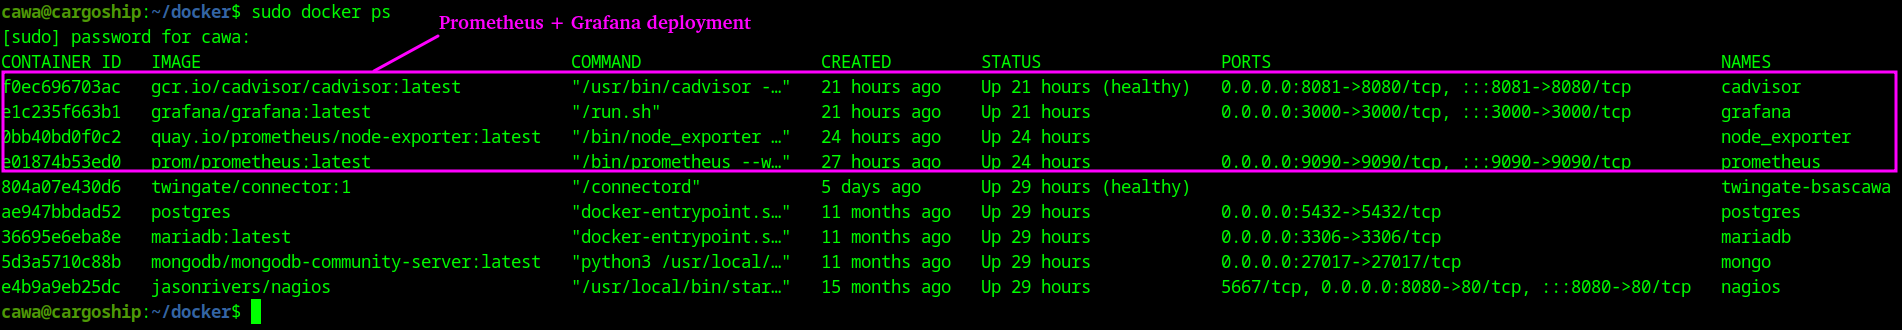 cawa@cargoship:~/docker$ sudo docker ps
Prometheus + Grafana deployment
[sudo] password for cawa:
CONTAINER ID   IMAGE                                     COMMAND                  CREATED         STATUS                  PORTS                                            NAMES
f0ec696703ac   gcr.io/cadvisor/cadvisor:latest           "/usr/bin/cadvisor -…"   21 hours ago    Up 21 hours (healthy)   0.0.0.0:8081->8080/tcp, :::8081->8080/tcp         cadvisor
e1c235f663b1   grafana/grafana:latest                    "/run.sh"                21 hours ago    Up 21 hours             0.0.0.0:3000->3000/tcp, :::3000->3000/tcp         grafana
0bb40bd0f0c2   quay.io/prometheus/node-exporter:latest   "/bin/node_exporter …"   24 hours ago    Up 24 hours                                                               node_exporter
e01874b53ed0   prom/prometheus:latest                    "/bin/prometheus --w…"   27 hours ago    Up 24 hours             0.0.0.0:9090->9090/tcp, :::9090->9090/tcp         prometheus
804a07e430d6   twingate/connector:1                      "/connectord"            5 days ago      Up 29 hours (healthy)                                                     twingate-bsascawa
ae947bbdad52   postgres                                  "docker-entrypoint.s…"   11 months ago   Up 29 hours             0.0.0.0:5432->5432/tcp                            postgres
36695e6eba8e   mariadb:latest                            "docker-entrypoint.s…"   11 months ago   Up 29 hours             0.0.0.0:3306->3306/tcp                            mariadb
5d3a5710c88b   mongodb/mongodb-community-server:latest   "python3 /usr/local/…"   11 months ago   Up 29 hours             0.0.0.0:27017->27017/tcp                          mongo
e4b9a9eb25dc   jasonrivers/nagios                        "/usr/local/bin/star…"   15 months ago   Up 29 hours             5667/tcp, 0.0.0.0:8080->80/tcp, :::8080->80/tcp   nagios
cawa@cargoship:~/docker$